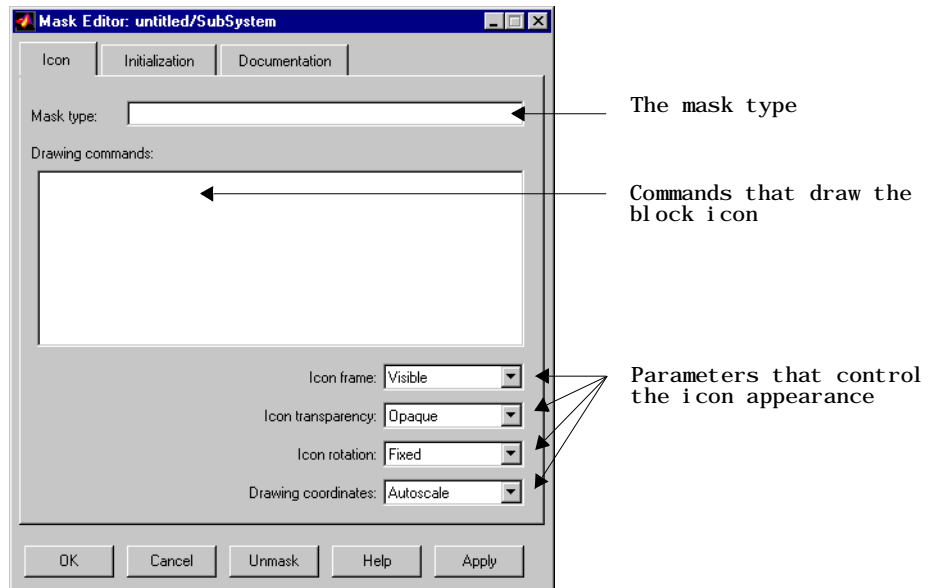 Mask Editor: untitled/SubSystem
Icon
Initialization
Documentation
Mask type:
The mask type
Drawing commands:
Commands that draw the
block icon
Icon frame: Visible
Parameters that control
the icon appearance
Icon transparency: Opaque
Icon rotation: Fixed
Drawing coordinates: Autoscale
OK
Cancel
Unmask
Help
Apply